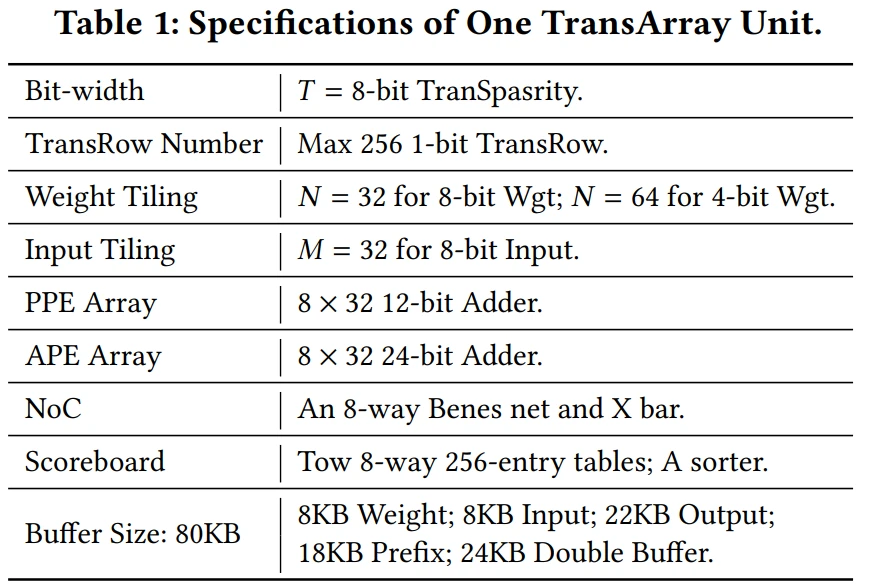 Table 1: Specifications of One TransArray Unit.
Bit-width T = 8-bit TranSpasrity.
TransRow Number Max 256 1-bit TransRow.
Weight Tiling N = 32 for 8-bit Wgt; N = 64 for 4-bit Wgt.
Input Tiling M = 32 for 8-bit Input.
PPE Array 8 × 32 12-bit Adder.
APE Array 8 × 32 24-bit Adder.
NoC An 8-way Benes net and X bar.
Scoreboard Tow 8-way 256-entry tables; A sorter.
Buffer Size: 80KB 8KB Weight; 8KB Input; 22KB Output;
18KB Prefix; 24KB Double Buffer.